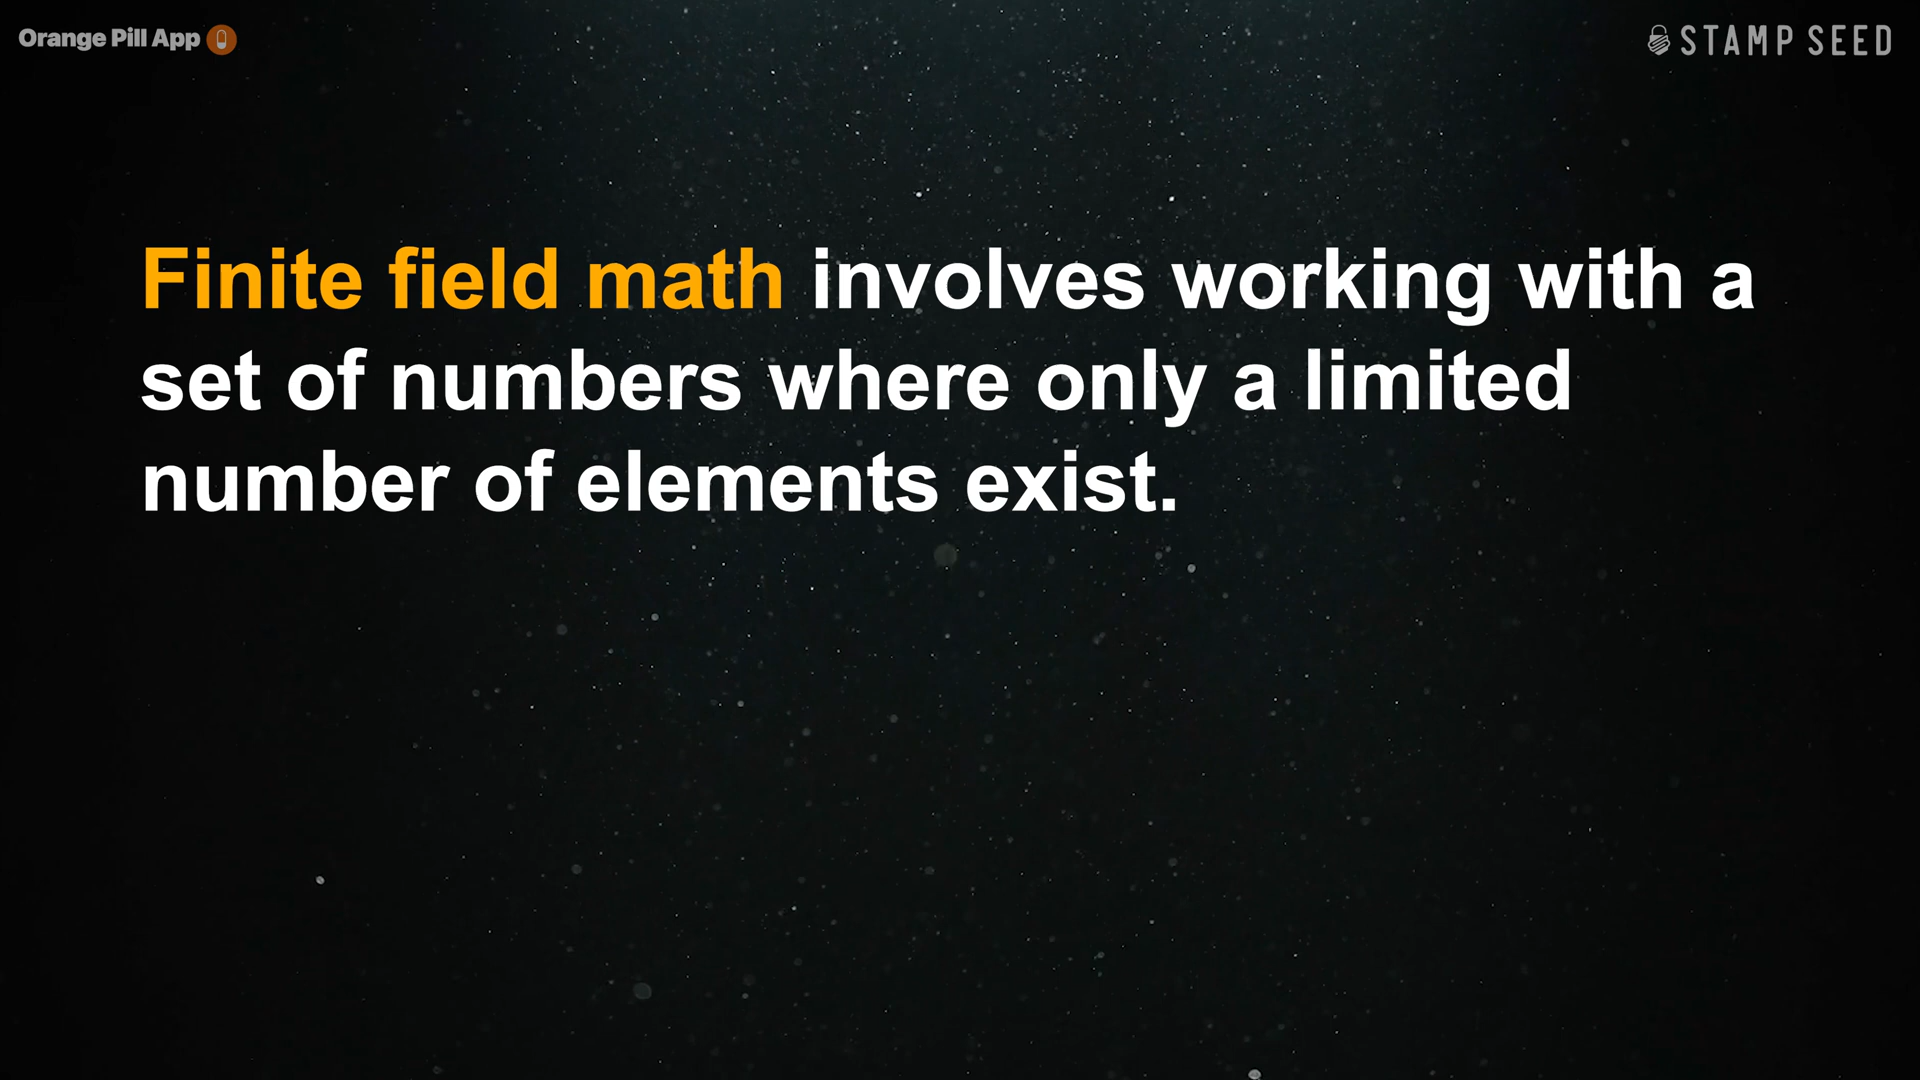 Orange Pill App
STAMP SEED
Finite field math involves working with a
set of numbers where only a limited
number of elements exist.